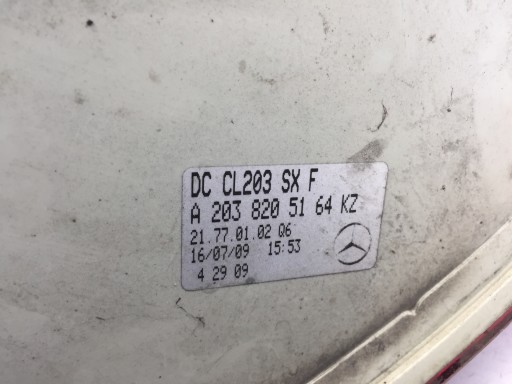 DC CL203 SX F
A 203 820 51 64 KZ
21.77.01.02 Q6
16/07/09 15:53
4 29 09